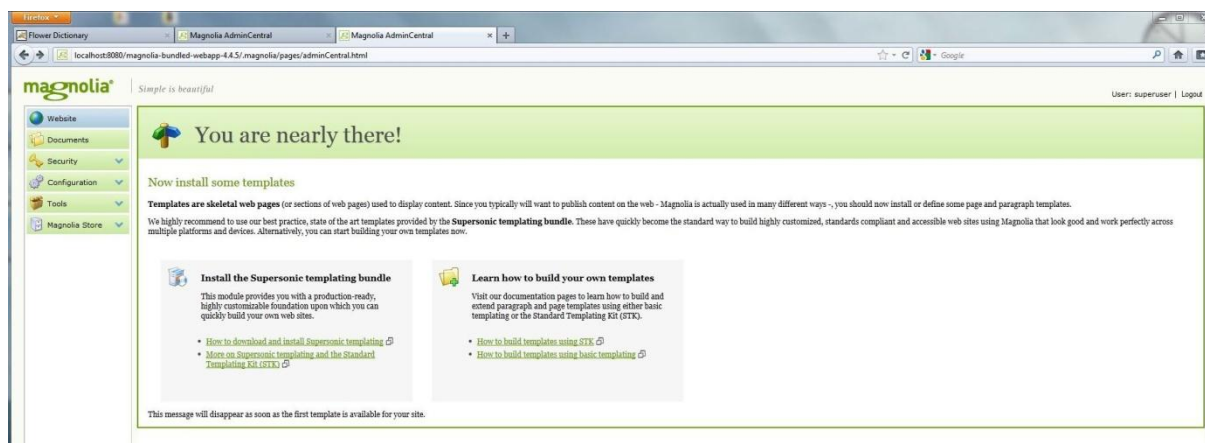 Firefox
Flower Dictionary
Magnolia AdminCentral
Magnolia AdminCentral
localhost:8080/magnolia-bundled-webapp-4.4.5/.magnolia/pages/adminCentral.html
Google
magnolia®
Simple is beautiful
User: superuser | Logout
Website
Documents
Security
Configuration
Tools
Magnolia Store
You are nearly there!
Now install some templates
Templates are skeletal web pages (or sections of web pages) used to display content. Since you typically will want to publish content on the web - Magnolia is actually used in many different ways -, you should now install or define some page and paragraph templates.
We highly recommend to use our best practice, state of the art templates provided by the Supersonic templating bundle. These have quickly become the standard way to build highly customized, standards compliant and accessible web sites using Magnolia that look good and work perfectly across
multiple platforms and devices. Alternatively, you can start building your own templates now.
Install the Supersonic templating bundle
This module provides you with a production-ready,
highly customizable foundation upon which you can
quickly build your own web sites.
• How to download and install Supersonic templating
• More on Supersonic templating and the Standard
Templating Kit (STK)
Learn how to build your own templates
Visit our documentation pages to learn how to build and
extend paragraph and page templates using either basic
templating or the Standard Templating Kit (STK).
• How to build templates using STK
• How to build templates using basic templating
This message will disappear as soon as the first template is available for your site.